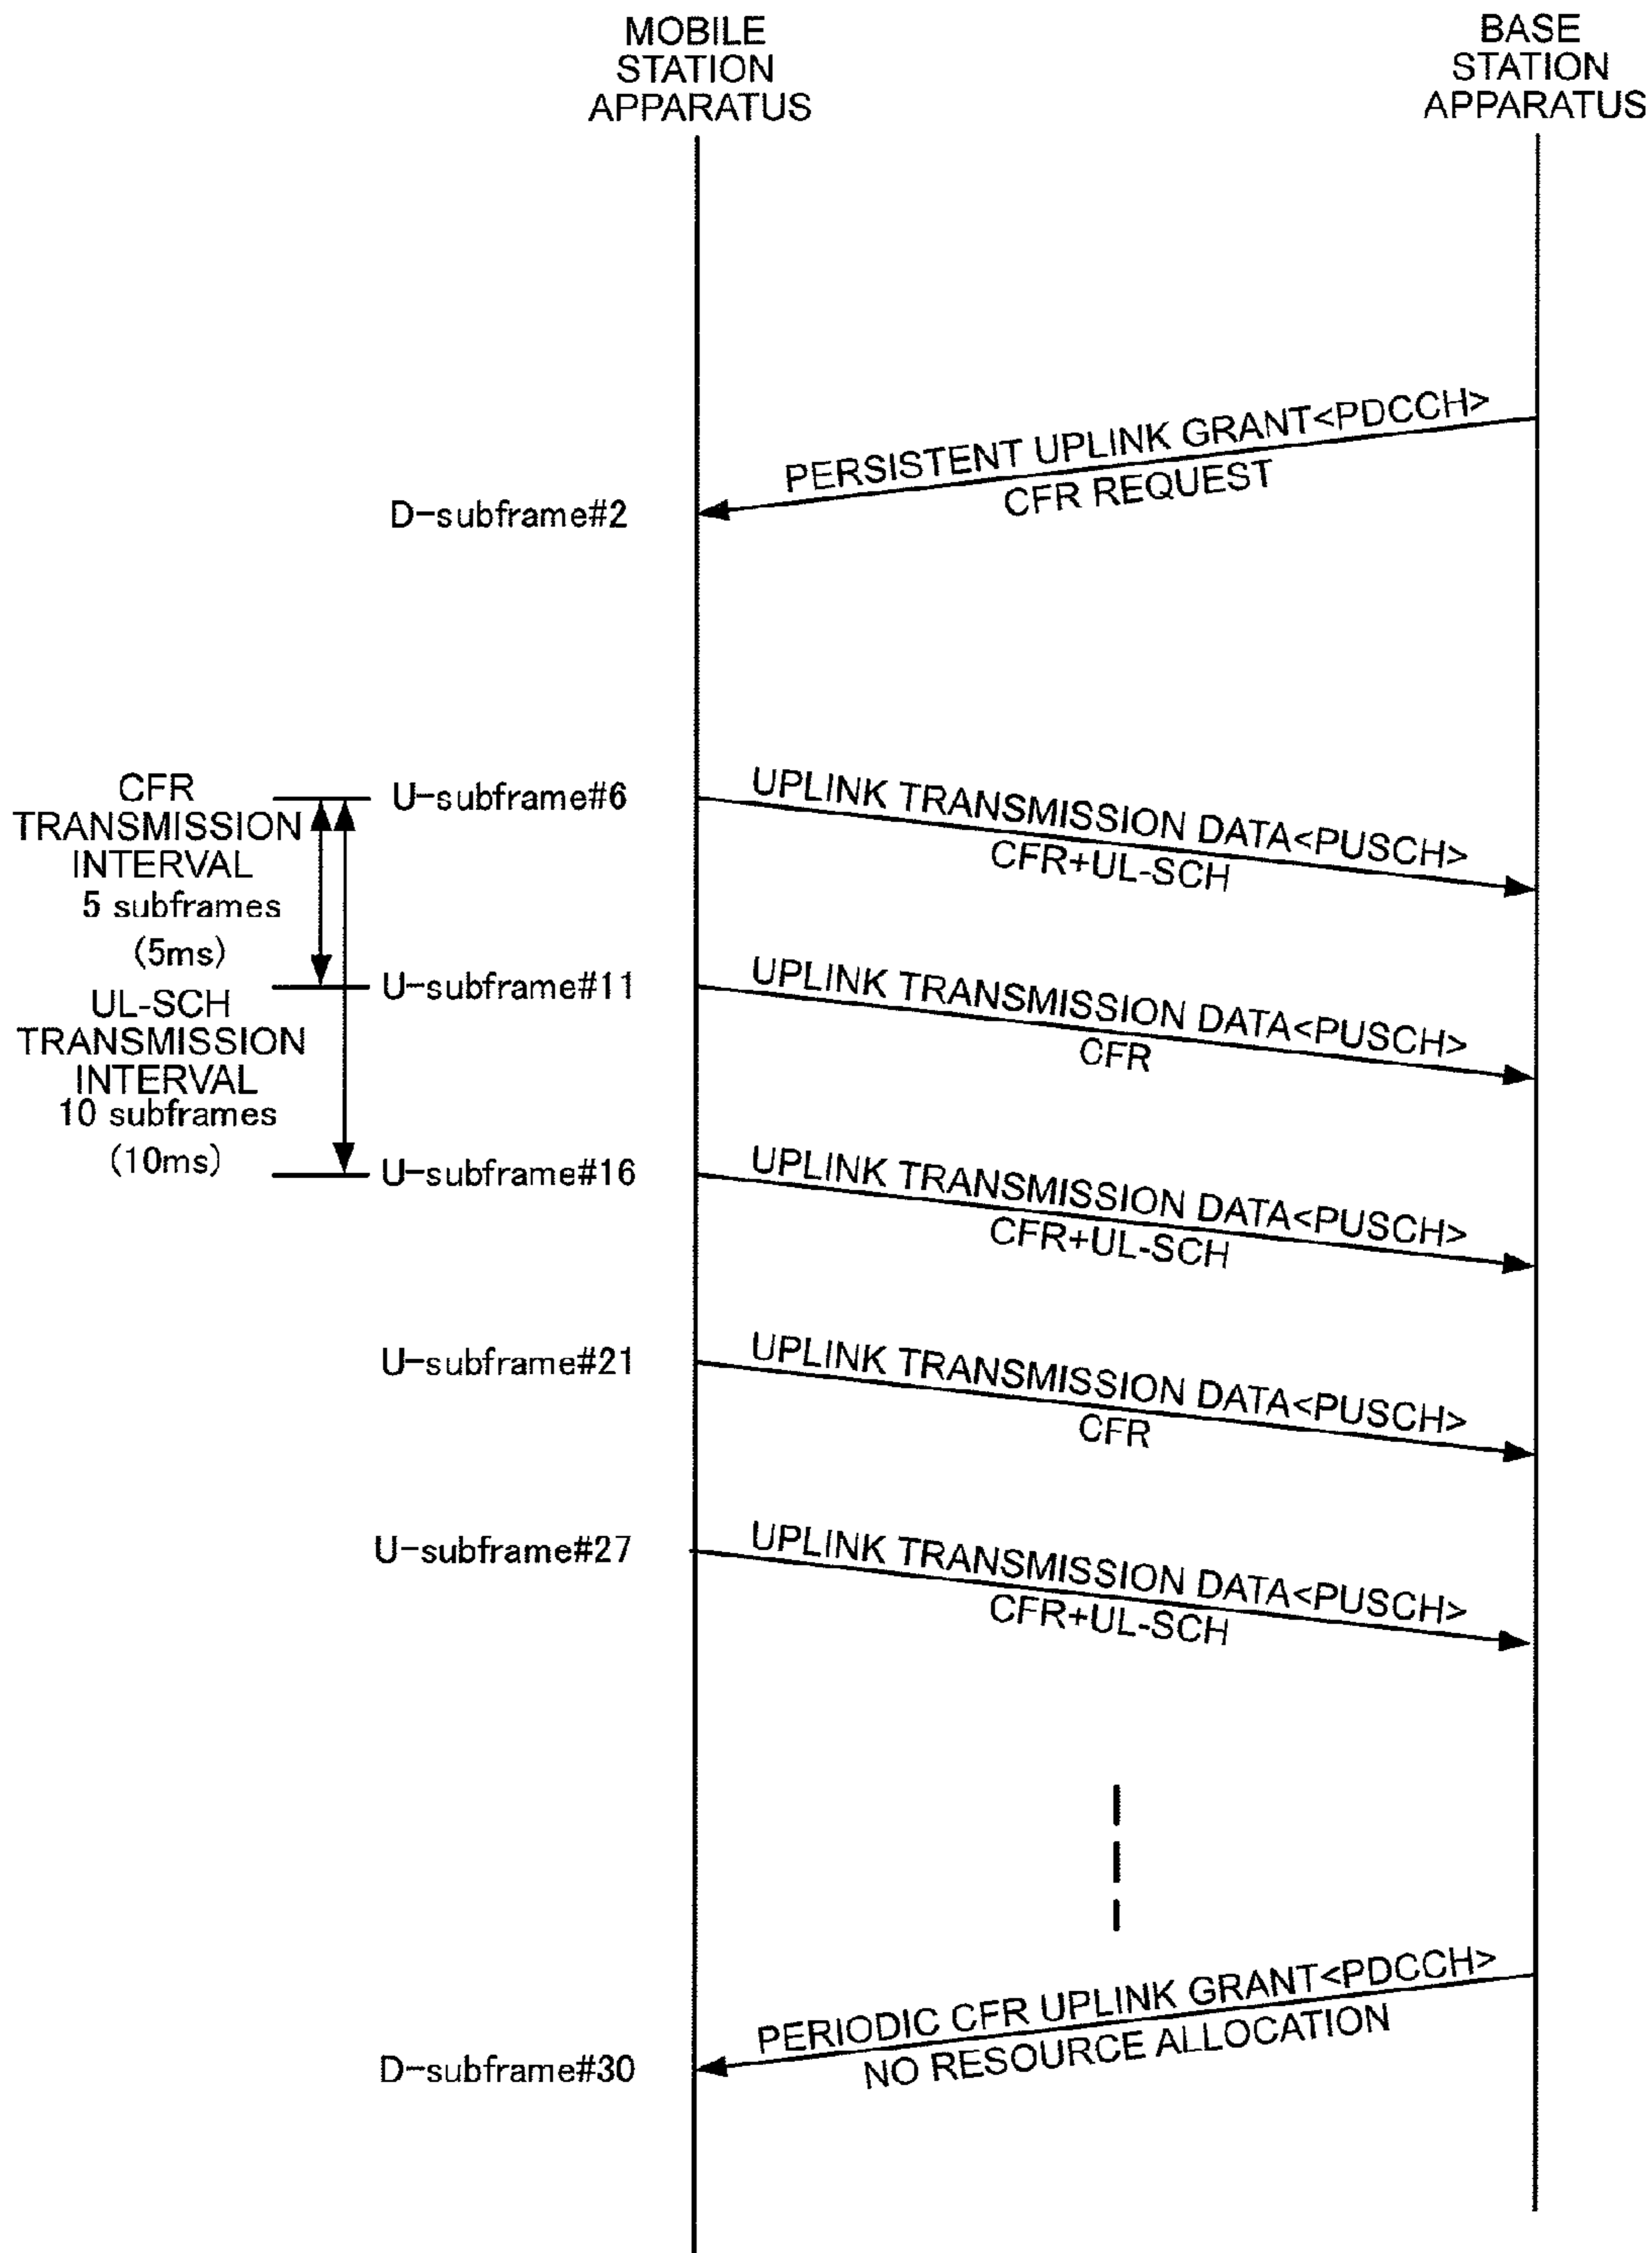 MOBILE
STATION
APPARATUS
BASE
STATION
APPARATUS
PERSISTENT UPLINK GRANT<PDCCH>
CFR REQUEST
D-subframe#2
CFR
TRANSMISSION
INTERVAL
5 subframes
(5ms)
U-subframe#6
UPLINK TRANSMISSION DATA<PUSCH>
CFR+UL-SCH
U-subframe#11
UPLINK TRANSMISSION DATA<PUSCH>
CFR
UL-SCH
TRANSMISSION
INTERVAL
10 subframes
(10ms)
U-subframe#16
UPLINK TRANSMISSION DATA<PUSCH>
CFR+UL-SCH
U-subframe#21
UPLINK TRANSMISSION DATA<PUSCH>
CFR
U-subframe#27
UPLINK TRANSMISSION DATA<PUSCH>
CFR+UL-SCH
PERIODIC CFR UPLINK GRANT<PDCCH>
NO RESOURCE ALLOCATION
D-subframe#30